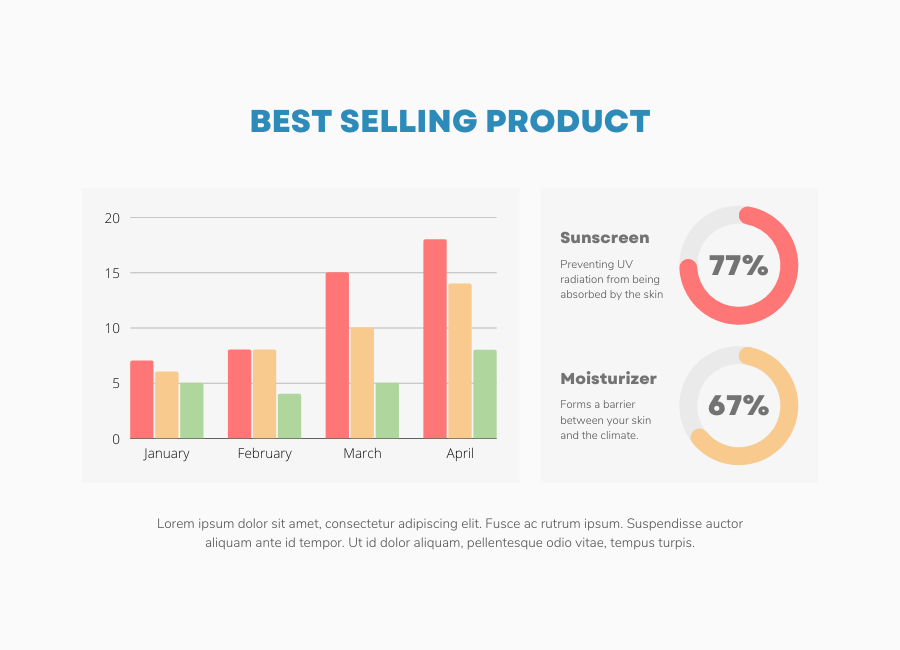 BEST SELLING PRODUCT
20
15
10
5
0
January
February
March
April
Sunscreen
Preventing UV
radiation from being
absorbed by the skin
77%
Moisturizer
Forms a barrier
between your skin
and the climate.
67%
Lorem ipsum dolor sit amet, consectetur adipiscing elit. Fusce ac rutrum ipsum. Suspendisse auctor
aliquam ante id tempor. Ut id dolor aliquam, pellentesque odio vitae, tempus turpis.